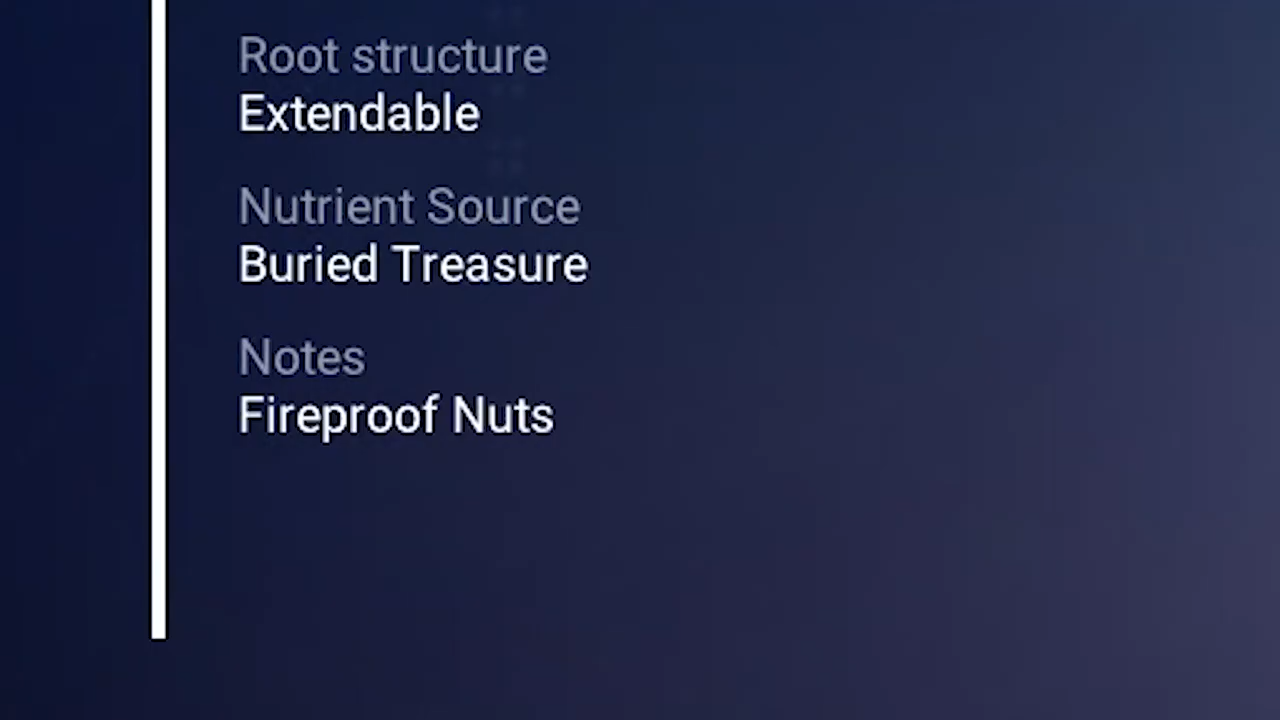 Root structure
Extendable
Nutrient Source
Buried Treasure
Notes
Fireproof Nuts